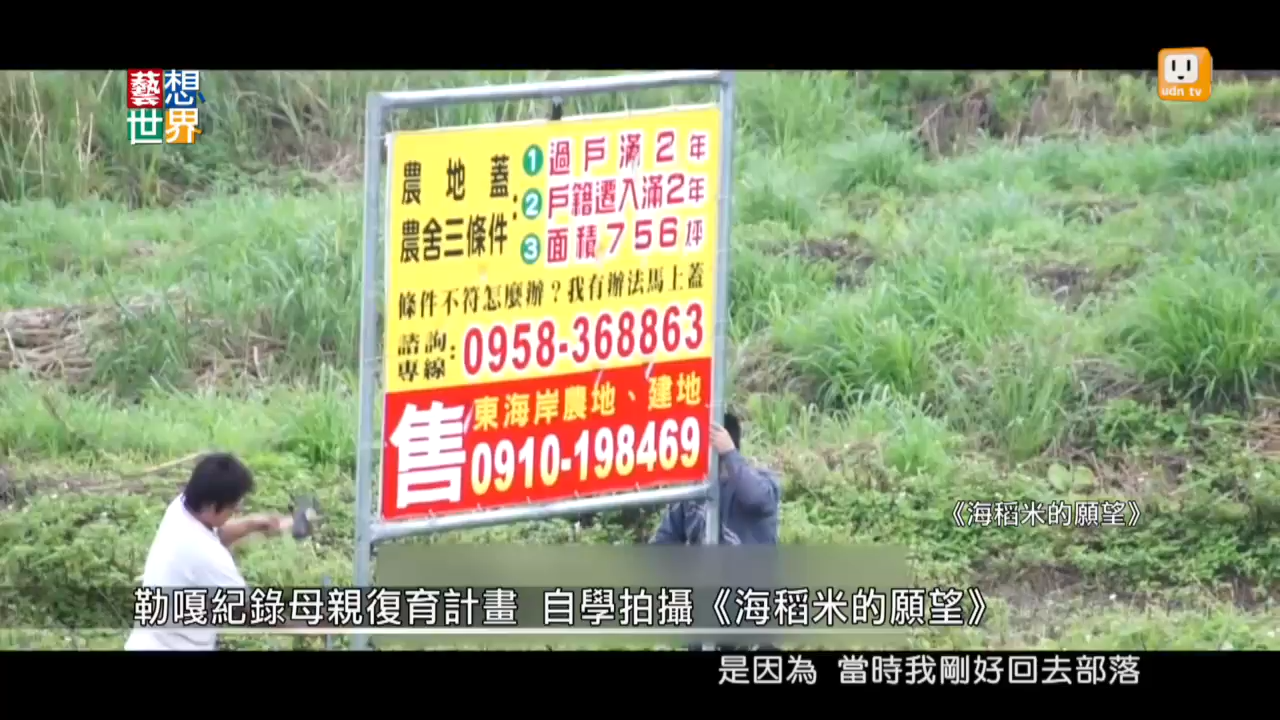 藝想
世界
udn tv
農地蓋
農舍三條件:
1 過戶滿2年
2 戶籍遷入滿2年
3 面積756坪
條件不符怎麼辦?我有辦法馬上蓋
諮詢
專線:0958-368863
售
東海岸農地、建地
0910-198469
《海稻米的願望》
勒嘎紀錄母親復育計畫 自學拍攝《海稻米的願望》
是因為 當時我剛好回去部落